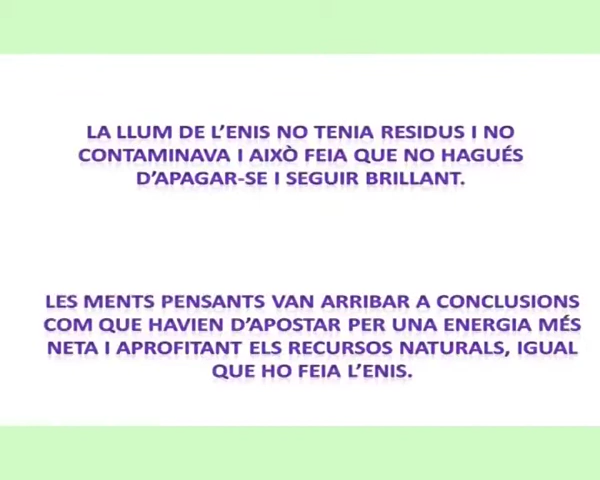 LA LLUM DE L'ENIS NO TENIA RESIDUS I NO
CONTAMINAVA I AIXÒ FEIA QUE NO HAGUÉS
D'APAGAR-SE I SEGUIR BRILLANT.
LES MENTS PENSANTS VAN ARRIBAR A CONCLUSIONS
COM QUE HAVIEN D'APOSTAR PER UNA ENERGIA MÉS
NETA I APROFITANT ELS RECURSOS NATURALS, IGUAL
QUE HO FEIA L'ENIS.